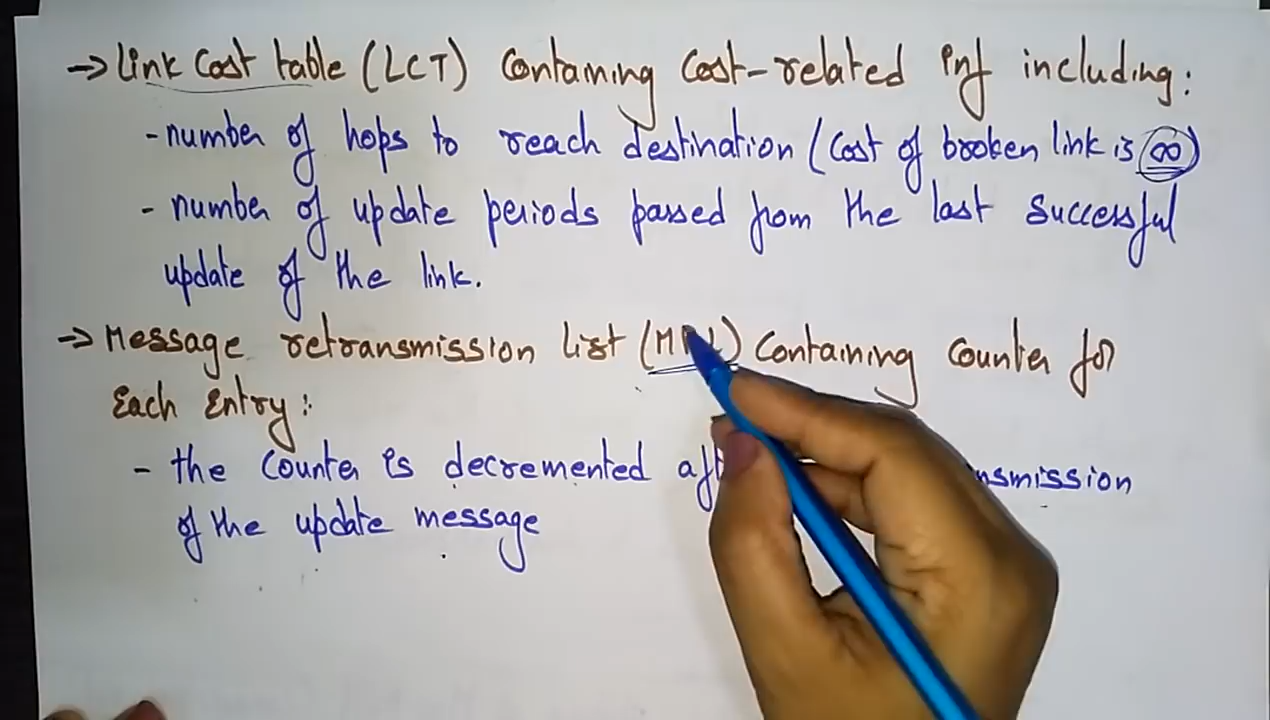 → Link Cost table (LCT) Containing Cost-related inf including:
- number of hops to reach destination (Cost of broken link is ∞)
- number of update periods passed from the last successful
update of the link.
→ Message retransmission list (M Containing Counter for
Each Entry:
- the Counter is decremented
of the update message